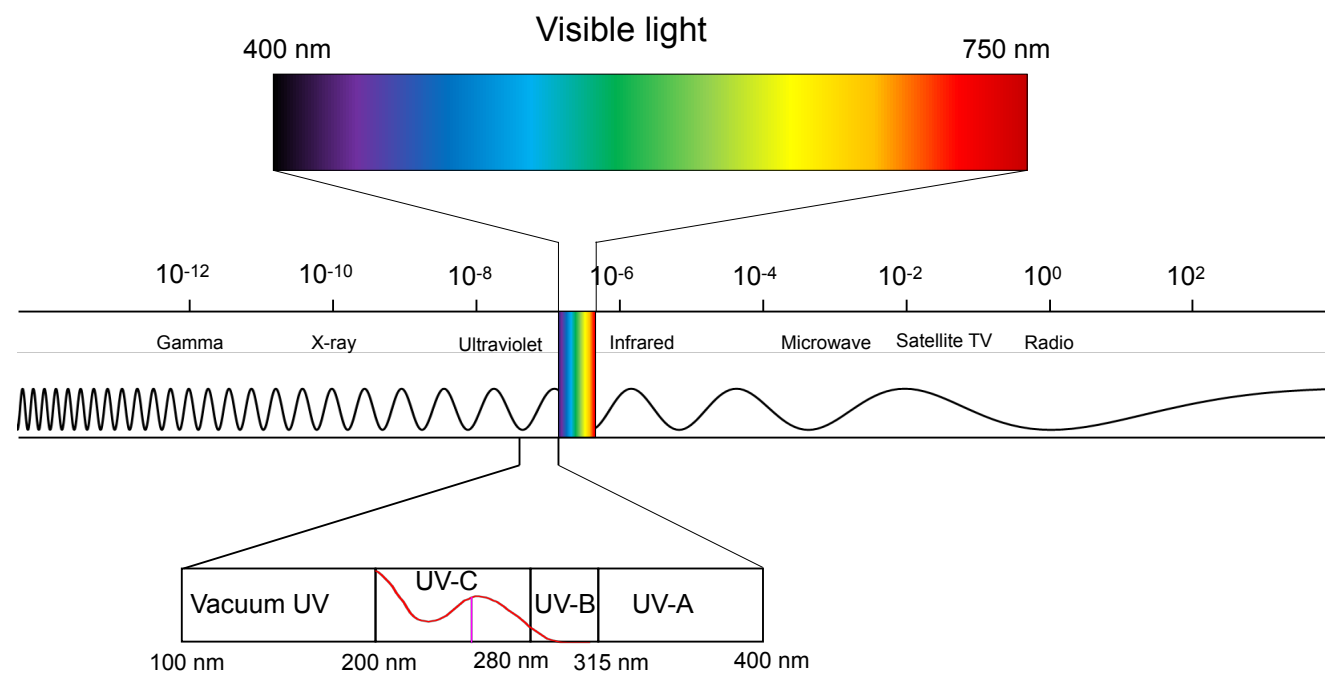 Visible light
400 nm 750 nm
10-12 10-10 10-8 10-6 10-4 10-2 100 102
Gamma X-ray Ultraviolet Infrared Microwave Satellite TV Radio
Vacuum UV UV-C UV-B UV-A
100 nm 200 nm 280 nm 315 nm 400 nm